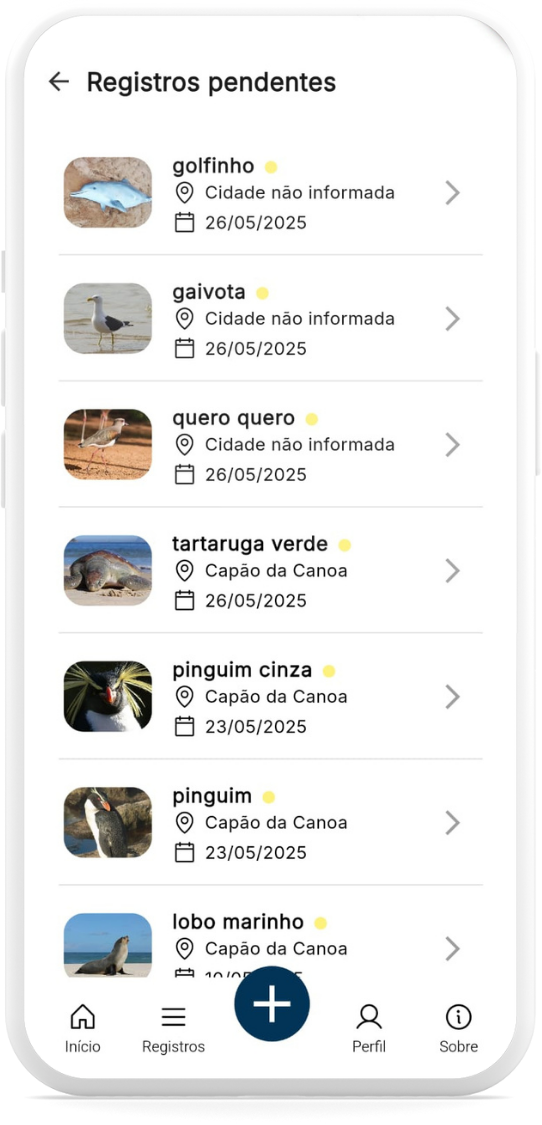 Registros pendentes
golfinho
Cidade não informada
26/05/2025
gaivota
Cidade não informada
26/05/2025
quero quero
Cidade não informada
26/05/2025
tartaruga verde
Capão da Canoa
26/05/2025
pinguim cinza
Capão da Canoa
23/05/2025
pinguim
Capão da Canoa
23/05/2025
lobo marinho
Capão da Canoa
Início
Registros
Perfil
Sobre